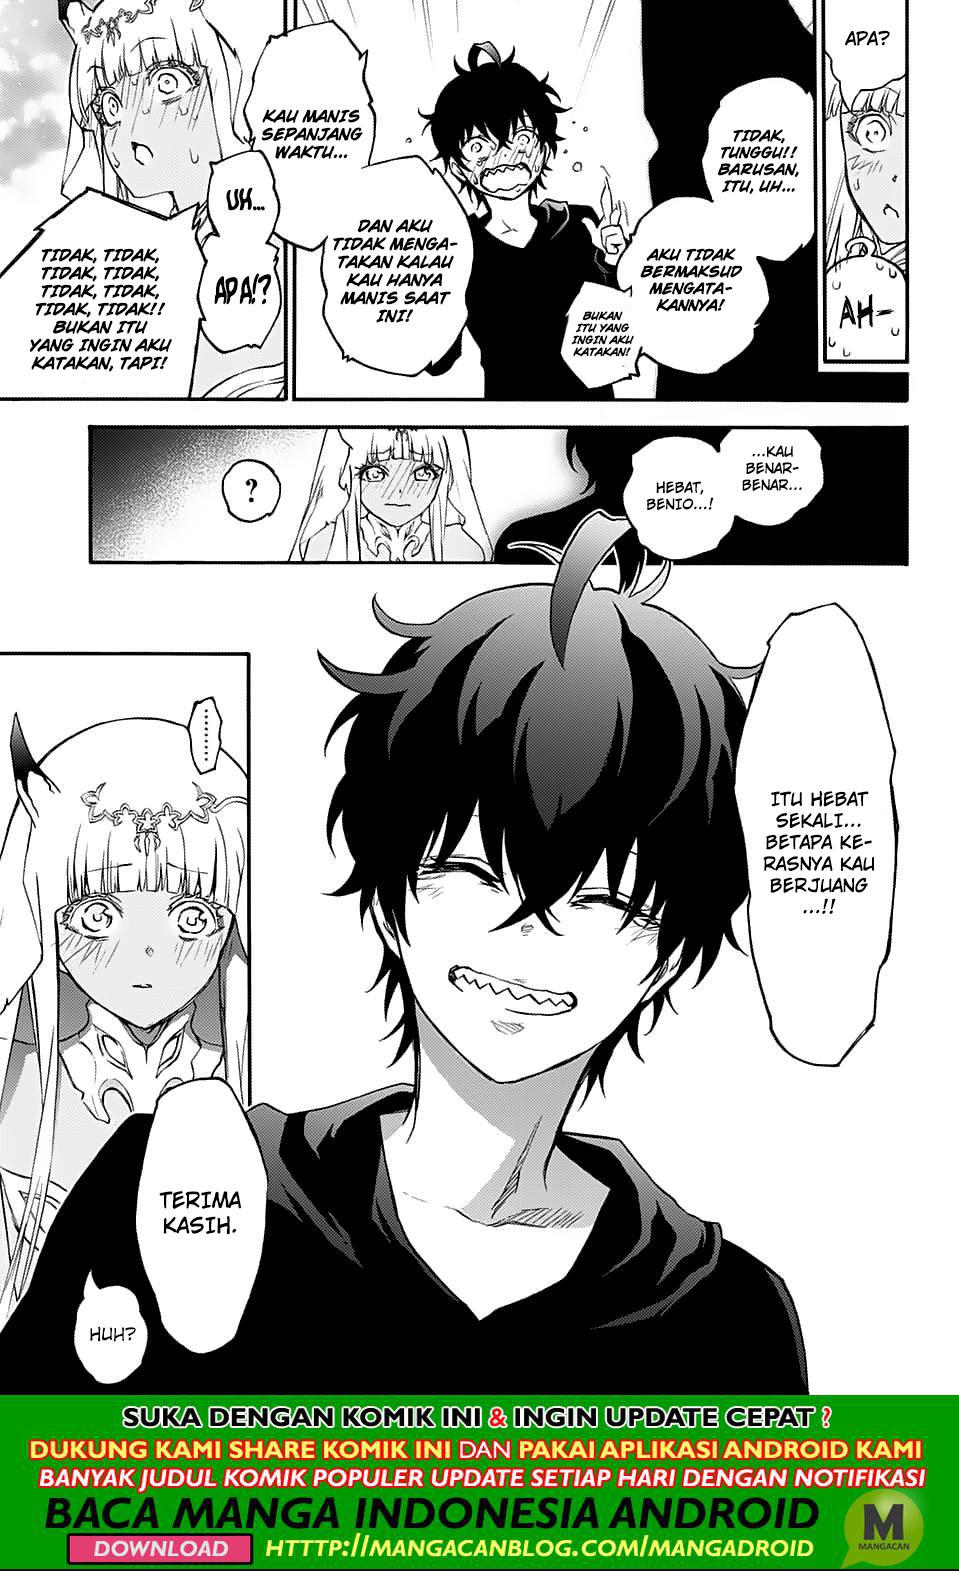 APA?
AH-
TIDAK,
TUNGGU!!
BARUSAN,
ITU, UH...
AKU TIDAK
BERMAKSUD
MENGATA-
KANNYA!
BUKAN
ITU YANG
INGIN AKU
KATAKAN!
KAU MANIS
SEPANJANG
WAKTU...
DAN AKU
TIDAK MENGA-
TAKAN KALAU
KAU HANYA
MANIS SAAT
INI!
UH...
APA!?
TIDAK, TIDAK,
TIDAK, TIDAK,
TIDAK, TIDAK,
TIDAK, TIDAK!!
BUKAN ITU
YANG INGIN AKU
KATAKAN, TAPI!
...KAU
BENAR-
BENAR...
HEBAT,
BENIO...!
?
ITU HEBAT
SEKALI...
BETAPA KE-
RASNYA KAU
BERJUANG
...!!
.........
TERIMA
KASIH.
HUH?
SUKA DENGAN KOMIK INI & INGIN UPDATE CEPAT ?
DUKUNG KAMI SHARE KOMIK INI DAN PAKAI APLIKASI ANDROID KAMI
BANYAK JUDUL KOMIK POPULER UPDATE SETIAP HARI DENGAN NOTIFIKASI
BACA MANGA INDONESIA ANDROID
DOWNLOAD HTTTP://MANGACANBLOG.COM/MANGADROID
M
MANGACAN